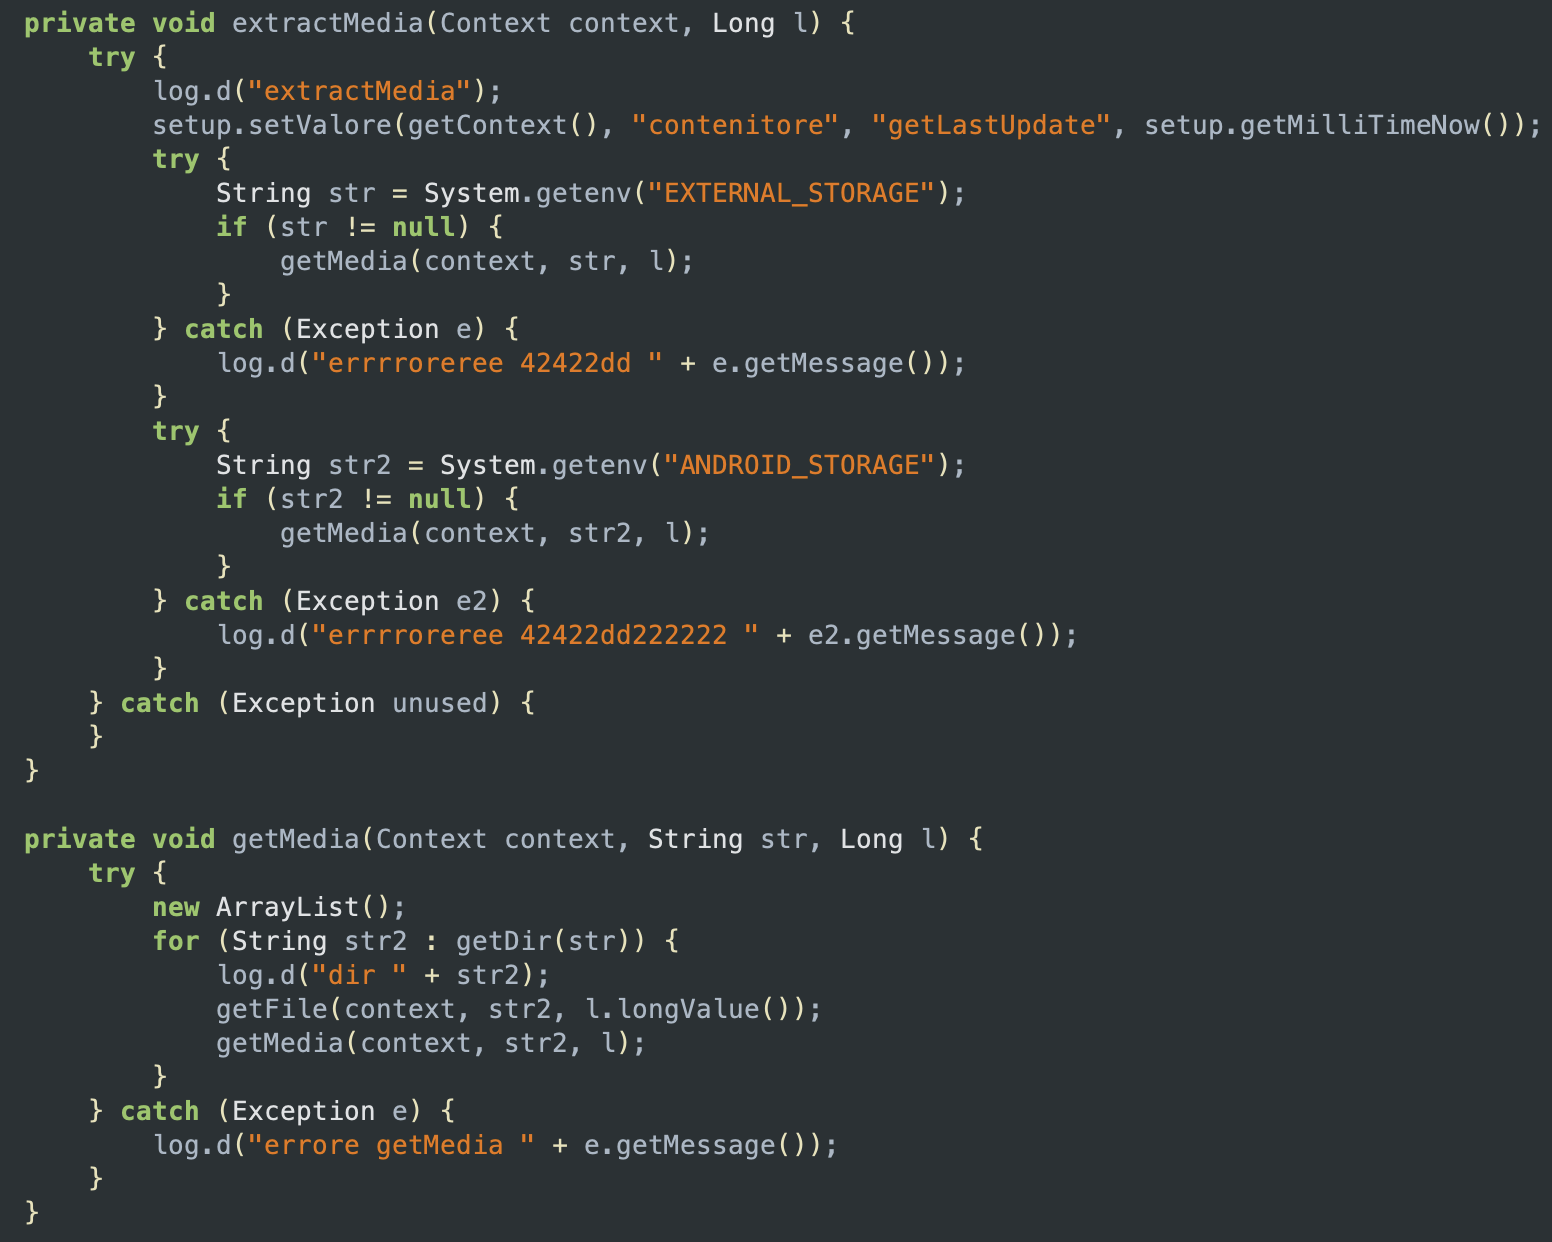 private void extractMedia(Context context, Long l) {
    try {
        log.d("extractMedia");
        setup.setValore(getContext(), "contenitore", "getLastUpdate", setup.getMilliTimeNow());
        try {
            String str = System.getenv("EXTERNAL_STORAGE");
            if (str != null) {
                getMedia(context, str, l);
            }
        } catch (Exception e) {
            log.d("errrroreree 42422dd " + e.getMessage());
        }
        try {
            String str2 = System.getenv("ANDROID_STORAGE");
            if (str2 != null) {
                getMedia(context, str2, l);
            }
        } catch (Exception e2) {
            log.d("errrroreree 42422dd222222 " + e2.getMessage());
        }
    } catch (Exception unused) {
    }
}

private void getMedia(Context context, String str, Long l) {
    try {
        new ArrayList();
        for (String str2 : getDir(str)) {
            log.d("dir " + str2);
            getFile(context, str2, l.longValue());
            getMedia(context, str2, l);
        }
    } catch (Exception e) {
        log.d("errore getMedia " + e.getMessage());
    }
}